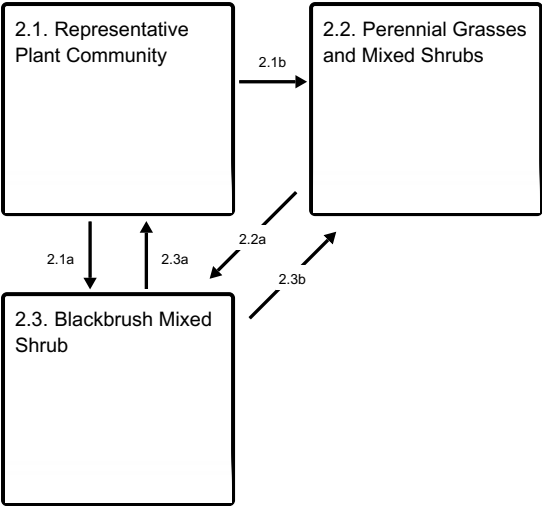 2.1. Representative
Plant Community
2.1b
2.2. Perennial Grasses
and Mixed Shrubs
2.1a
2.3a
2.2a
2.3b
2.3. Blackbrush Mixed
Shrub